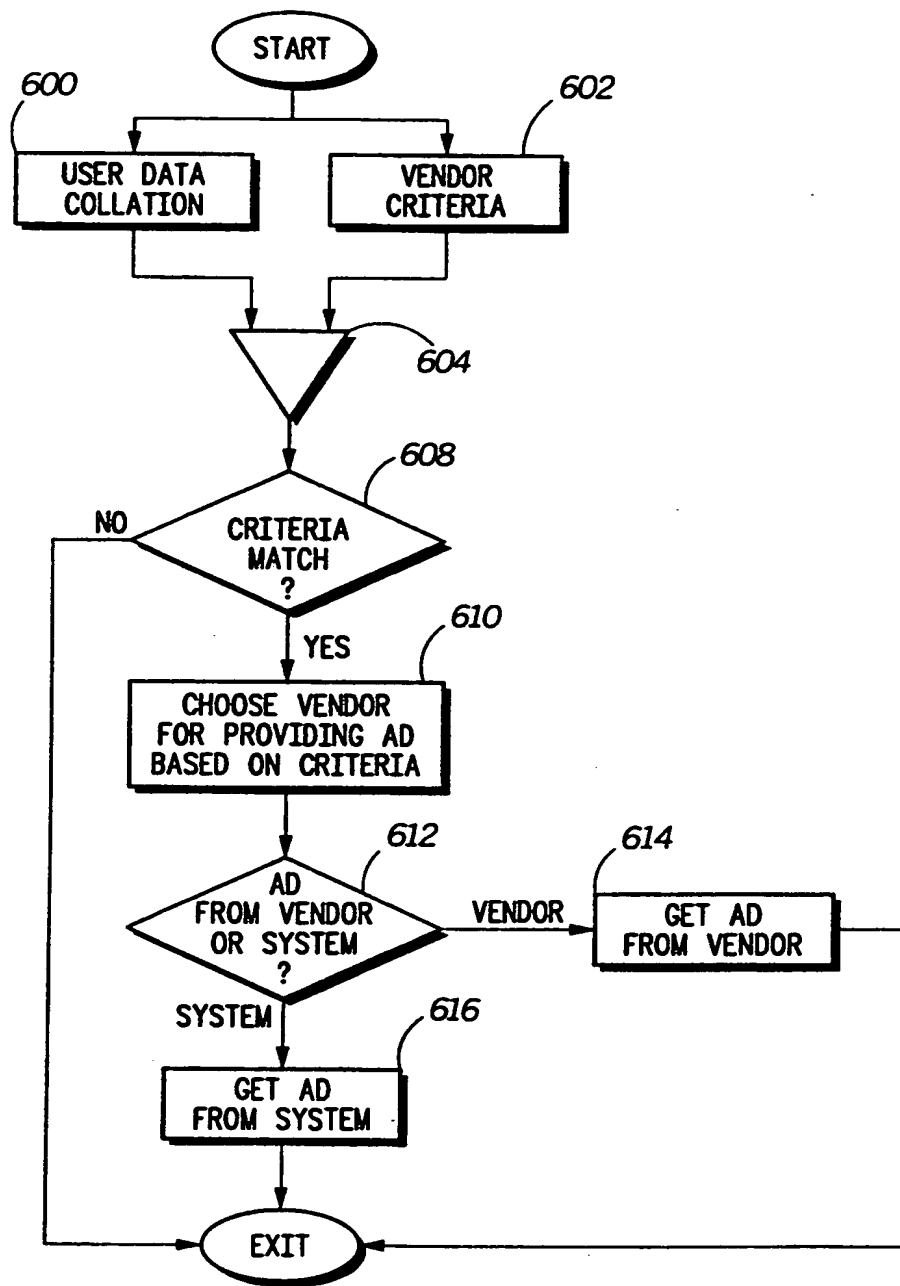 START
600
602
USER DATA
COLLATION
VENDOR
CRITERIA
604
608
NO
CRITERIA
MATCH
?
YES
610
CHOOSE VENDOR
FOR PROVIDING AD
BASED ON CRITERIA
612
614
AD
FROM VENDOR
OR SYSTEM
?
VENDOR
GET AD
FROM VENDOR
SYSTEM
616
GET AD
FROM SYSTEM
EXIT